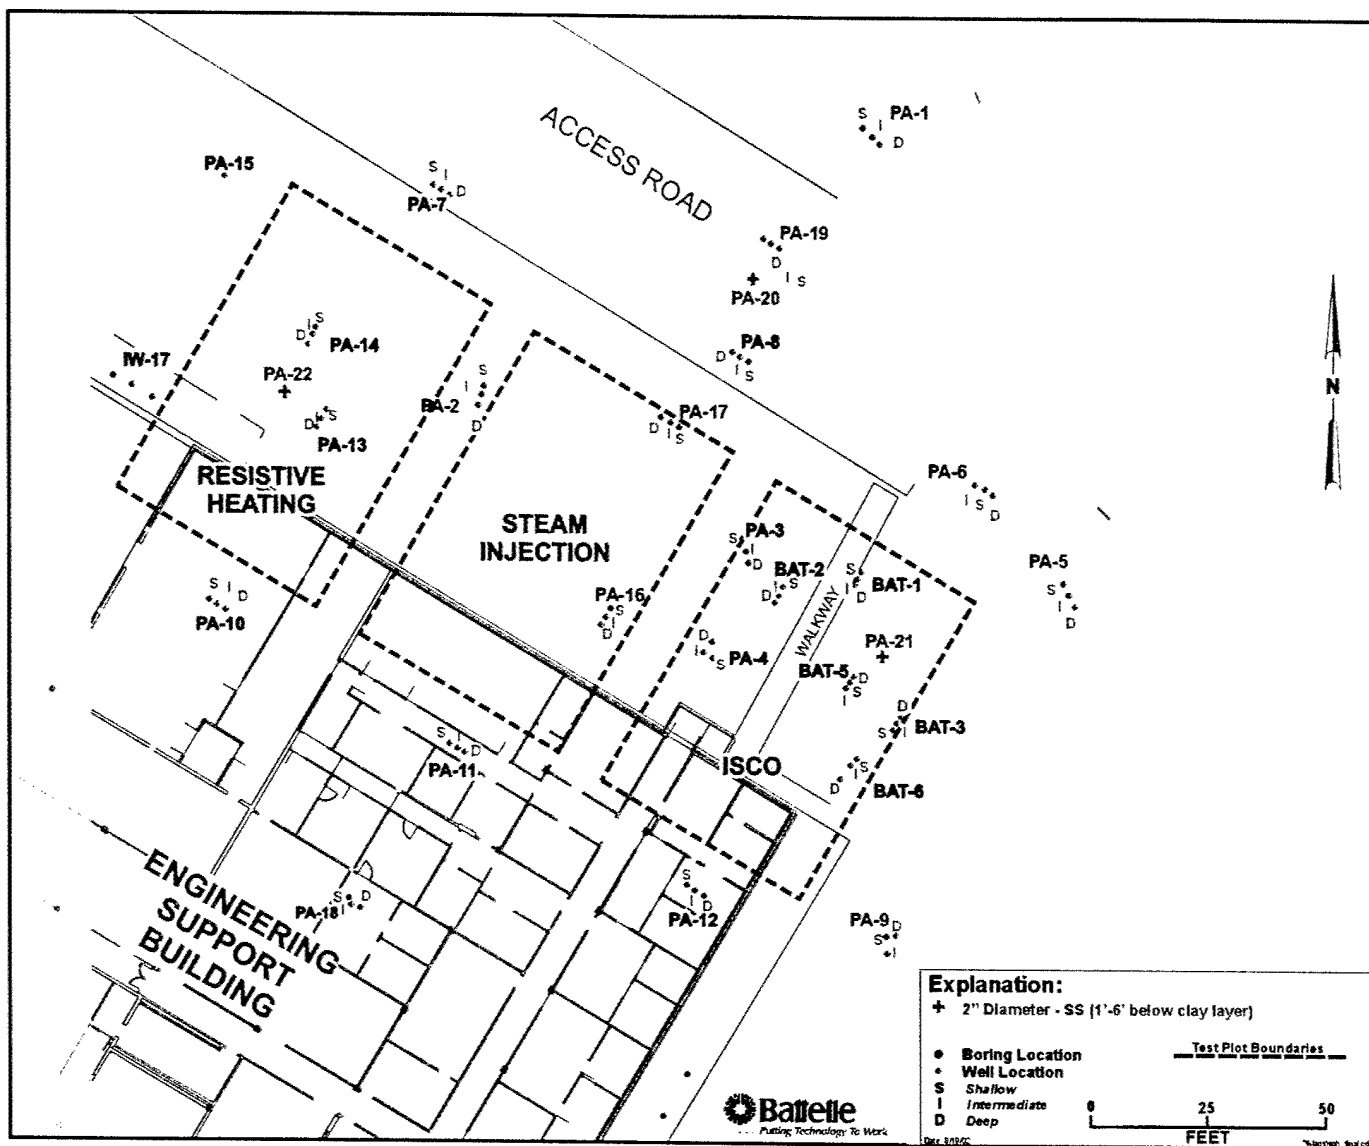 S I PA-1
D
ACCESS ROAD
PA-15
S I
D
PA-7
PA-19
D
I S
PA-20
D PA-8
I S
I S
D PA-14
PA-22
IW-17
S
I
PA-2
D
D I S
PA-13
PA-17
D I S
N
RESISTIVE
HEATING
STEAM
INJECTION
PA-6
I S D
PA-3
S I
D
BAT-2
I S
D
S
BAT-1
I D
PA-5
S
I
D
S I D
PA-10
PA-16
S
I
D
WALKWAY
D
I S PA-4
PA-21
BAT-5 D
S
I
D
BAT-3
S I
S I
D
PA-11
ISCO
S
I
D
BAT-6
ENGINEERING
SUPPORT
BUILDING
S D
PA-18 I
S
I D
PA-12
PA-9 D
S
I
Explanation:
+ 2" Diameter - SS (1'-6' below clay layer)
Boring Location
Test Plot Boundaries
Well Location
S Shallow
I Intermediate
D Deep
0 25 50
FEET
Battelle
... Putting Technology To Work